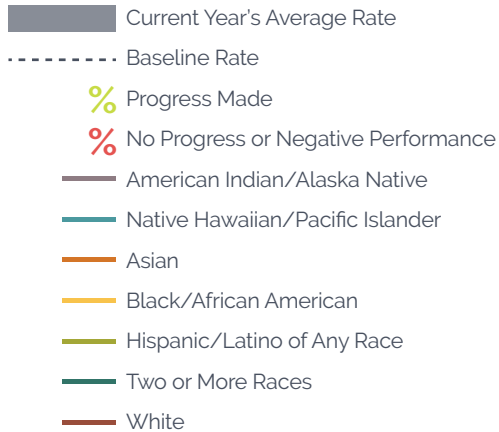 Current Year's Average Rate
Baseline Rate
% Progress Made
% No Progress or Negative Performance
American Indian/Alaska Native
Native Hawaiian/Pacific Islander
Asian
Black/African American
Hispanic/Latino of Any Race
Two or More Races
White